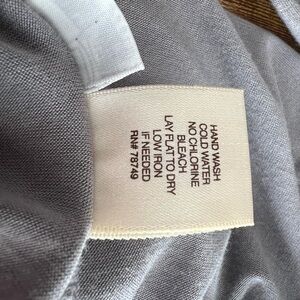 HAND WASH
COLD WATER
NO CHLORINE
BLEACH
LAY FLAT TO DRY
LOW IRON
IF NEEDED
RN# 78749